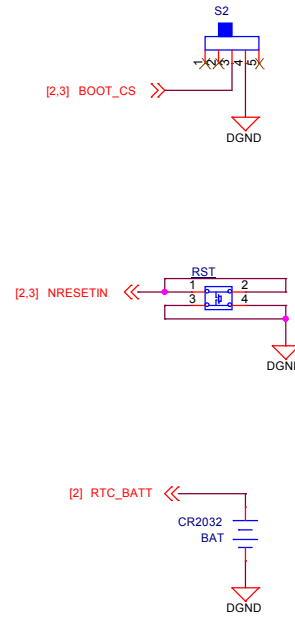 S2
1 2 3 4 5
[2,3] BOOT_CS
DGND
RST
1 2
[2,3] NRESETIN
3 4
DGND
[2] RTC_BATT
CR2032
BAT
DGND